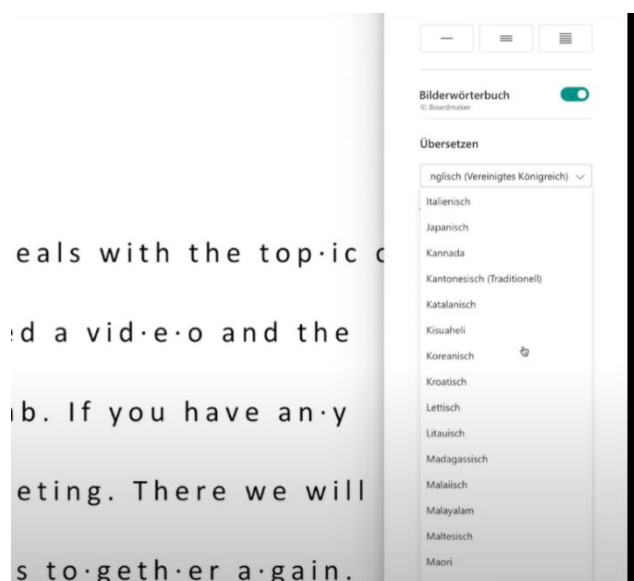 eals with the top·ic
d a vid·e·o and the
b. If you have an·y
eting. There we will
s to·geth·er a·gain.
Bilderwörterbuch
© Boardmaker
Übersetzen
nglisch (Vereinigtes Königreich)
Italienisch
Japanisch
Kannada
Kantonesisch (Traditionell)
Katalanisch
Kisuaheli
Koreanisch
Kroatisch
Lettisch
Litauisch
Madagassisch
Malaiisch
Malayalam
Maltesisch
Maori